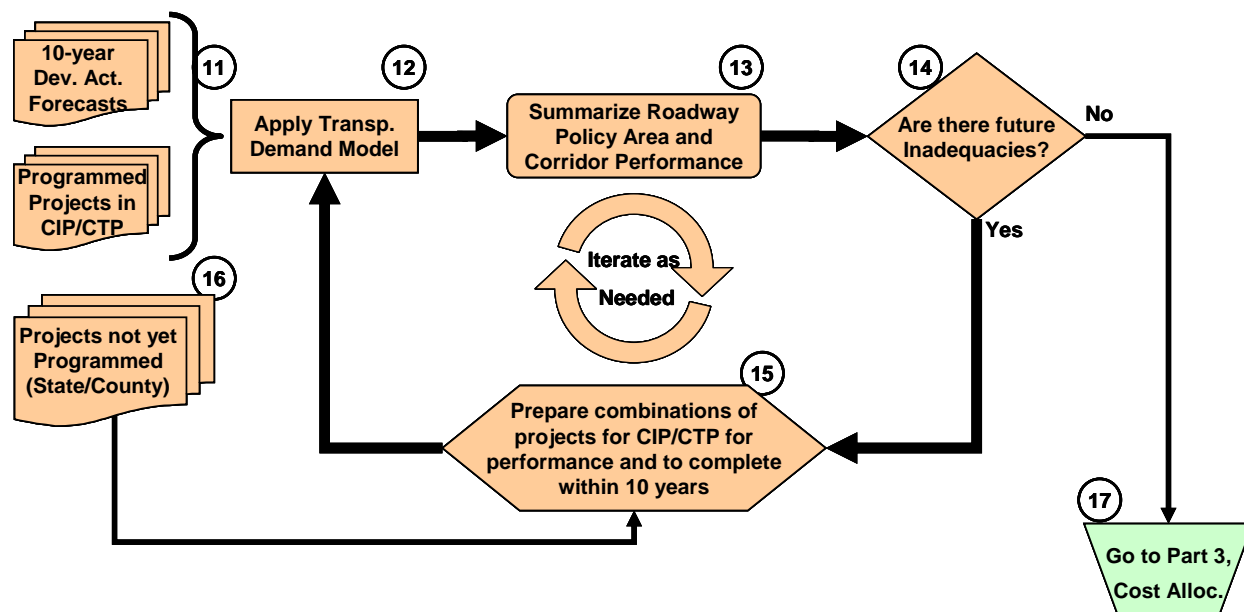 10-year
Dev. Act.
Forecasts
11
Programmed
Projects in
CIP/CTP
12
Apply Transp.
Demand Model
13
Summarize Roadway
Policy Area and
Corridor Performance
14
Are there future
Inadequacies?
No
Yes
Iterate as
Needed
16
Projects not yet
Programmed
(State/County)
15
Prepare combinations of
projects for CIP/CTP for
performance and to complete
within 10 years
17
Go to Part 3,
Cost Alloc.